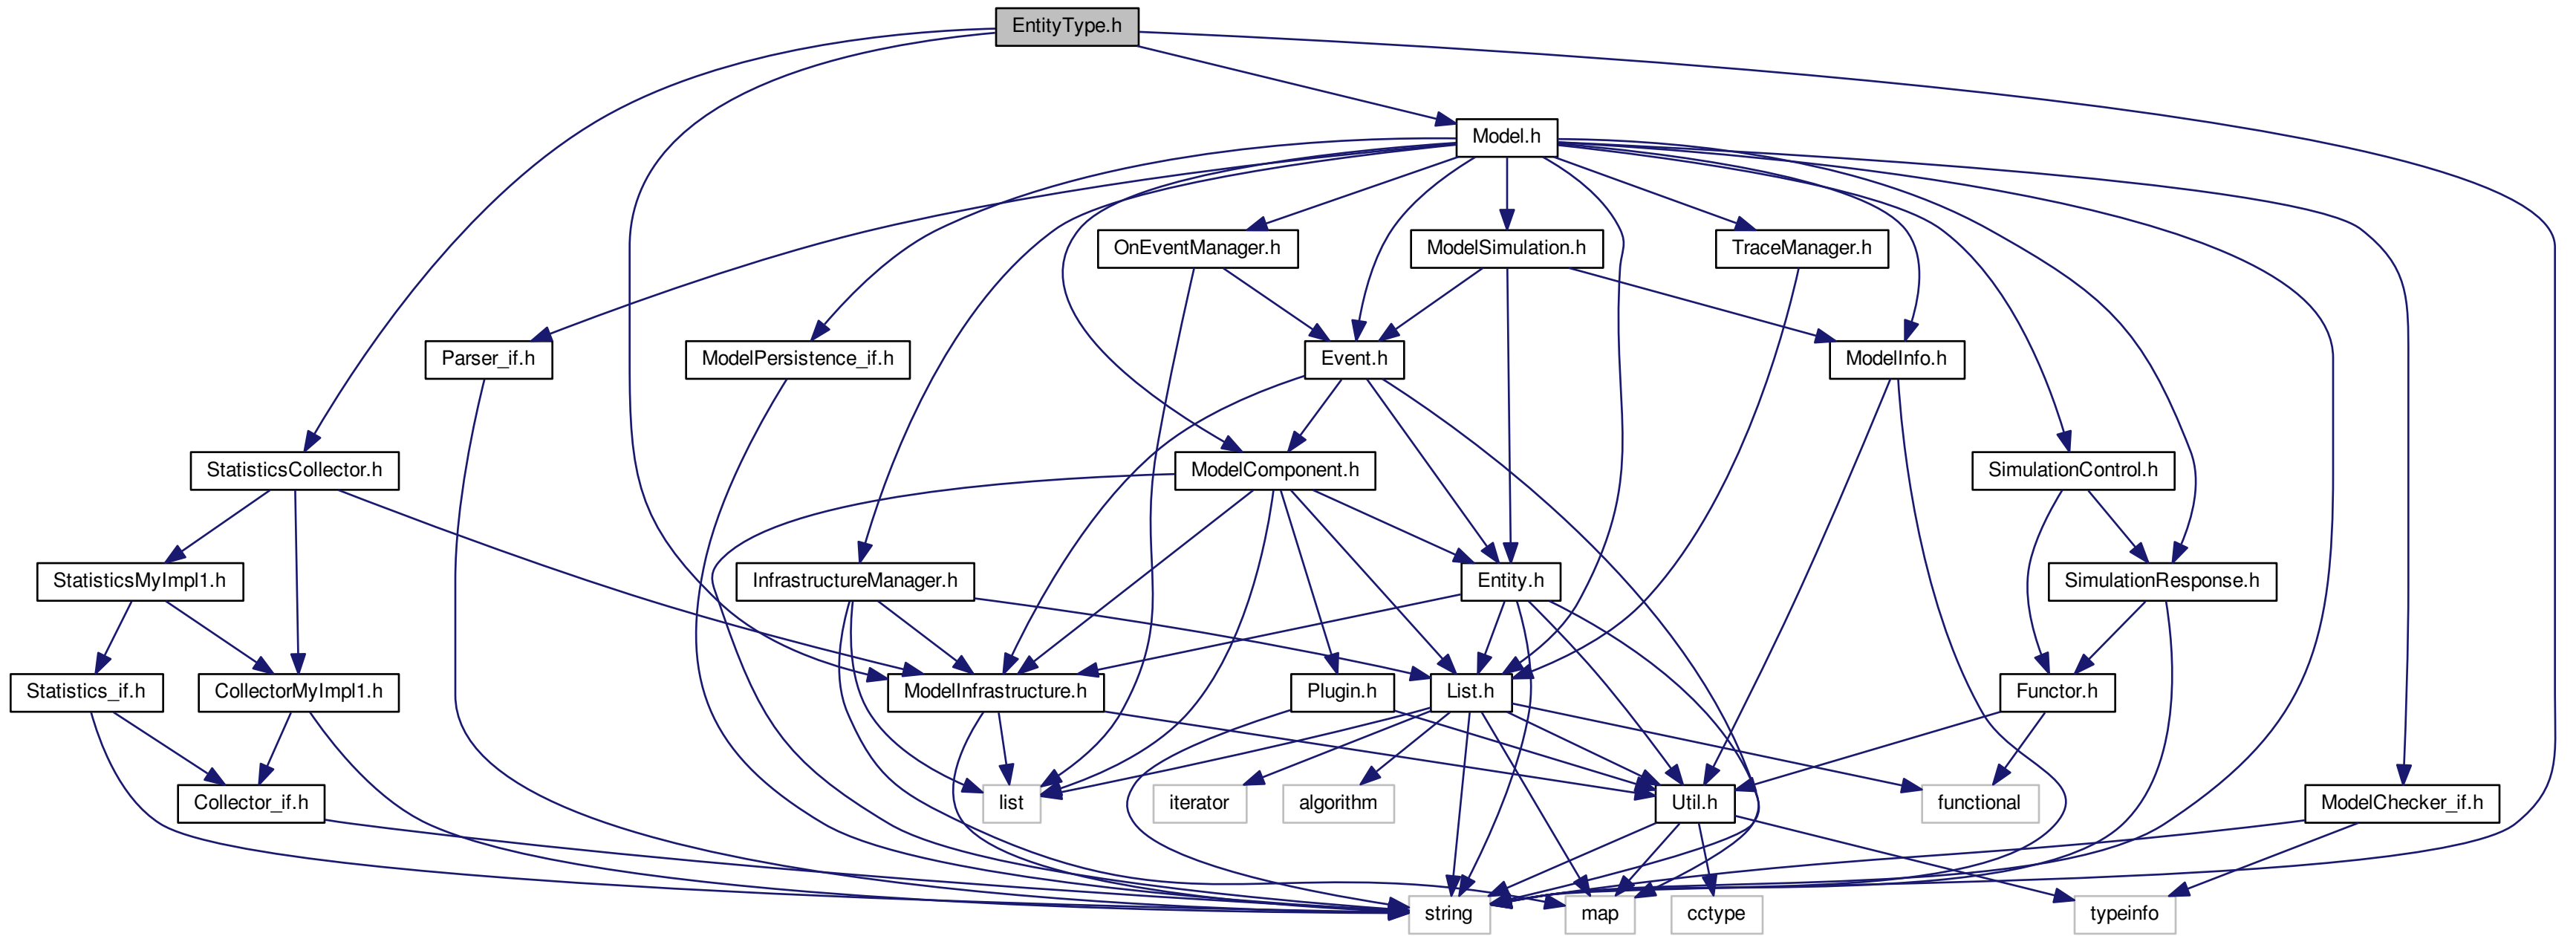 EntityType.h
Model.h
OnEventManager.h
ModelSimulation.h
TraceManager.h
Parser_if.h
ModelPersistence_if.h
Event.h
ModelInfo.h
StatisticsCollector.h
ModelComponent.h
SimulationControl.h
StatisticsMyImpl1.h
InfrastructureManager.h
Entity.h
SimulationResponse.h
Statistics_if.h
CollectorMyImpl1.h
ModelInfrastructure.h
Plugin.h
List.h
Functor.h
Collector_if.h
list
iterator
algorithm
Util.h
functional
ModelChecker_if.h
string
map
cctype
typeinfo